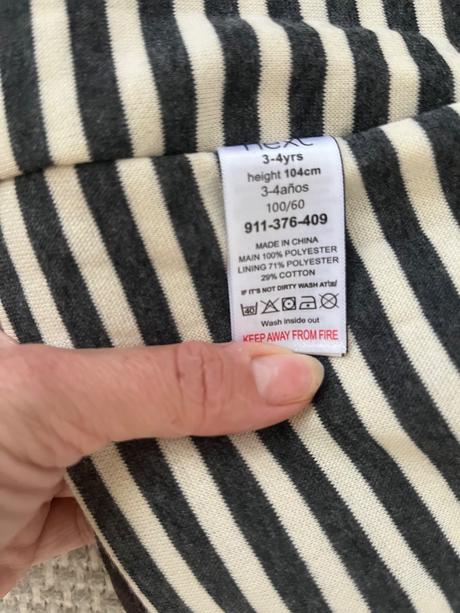 next
3-4yrs
height 104cm
3-4años
100/60
911-376-409
MADE IN CHINA
MAIN 100% POLYESTER
LINING 71% POLYESTER
29% COTTON
IF IT'S NOT DIRTY WASH AT 30
40
Wash inside out
KEEP AWAY FROM FIRE